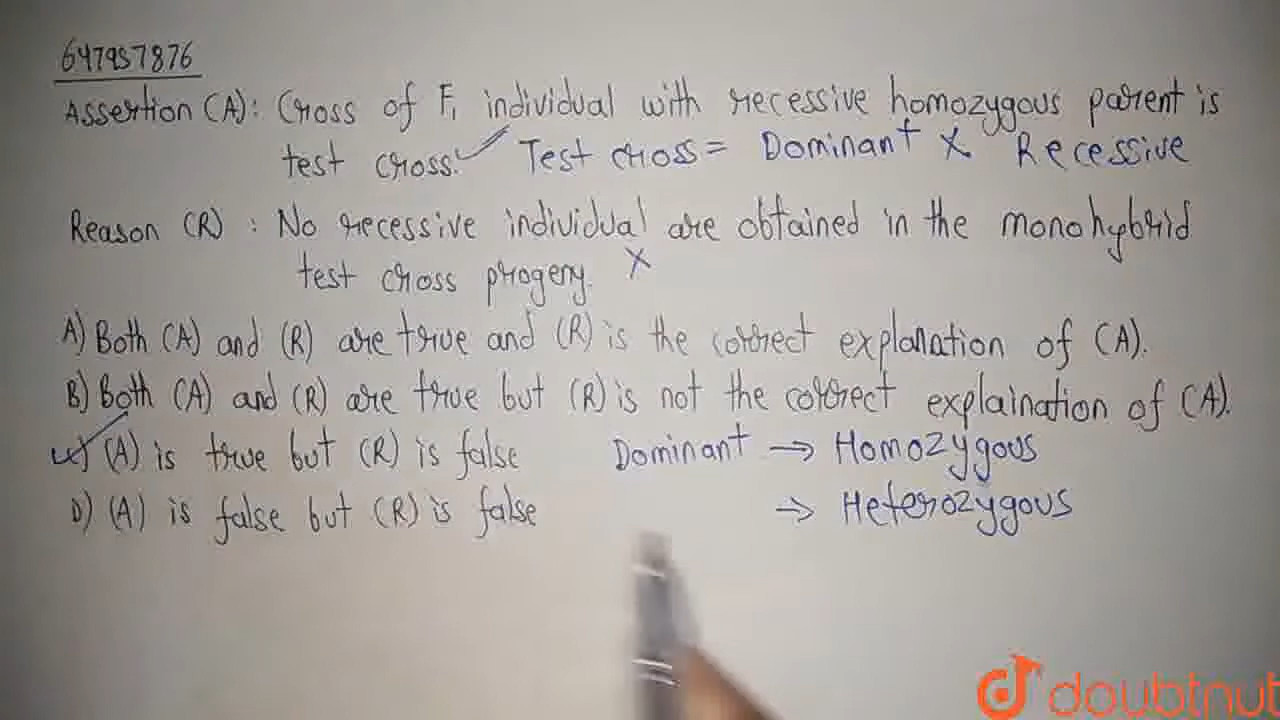 647957876
Assertion (A): Cross of F1 individual with recessive homozygous parent is
test cross. ✓ Test cross = Dominant × Recessive
Reason (R) : No recessive individual are obtained in the monohybrid
test cross progeny. ×
A) Both (A) and (R) are true and (R) is the correct explanation of (A).
B) Both (A) and (R) are true but (R) is not the correct explaination of (A).
✓) (A) is true but (R) is false Dominant → Homozygous
D) (A) is false but (R) is false → Heterozygous
doubtnut